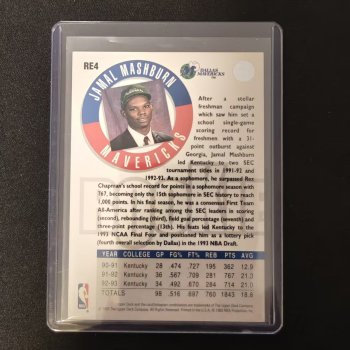 RE4
JAMAL MASHBURN
MAVERICKS
DALLAS
MAVERICKS
After a stellar
freshman campaign
which saw him set a
school single-game
scoring record for
freshmen with a 31-
point outburst against
Georgia, Jamal Mashburn
led Kentucky to two SEC
tournament titles in 1991-92 and
1992-93. As a sophomore, he surpassed Rex
Chapman's school record for points in a sophomore season with
767, becoming only the 15th sophomore in SEC history to reach
1,000 points. In his final season, he was a consensus First Team
All-America after ranking among the SEC leaders in scoring
(second), rebounding (third), field goal percentage (seventh) and
three-point percentage (13th). His feats led Kentucky to the
1993 NCAA Final Four and positioned him as a lottery pick
(fourth overall selection by Dallas) in the 1993 NBA Draft.
YEAR COLLEGE GP FG% FT% REB PTS AVG
90-91 Kentucky 28 .474 .727 195 362 12.9
91-92 Kentucky 36 .567 .709 281 767 21.3
92-93 Kentucky 34 .492 .670 284 714 21.0
TOTALS 98 .516 .697 760 1843 18.8
NBA